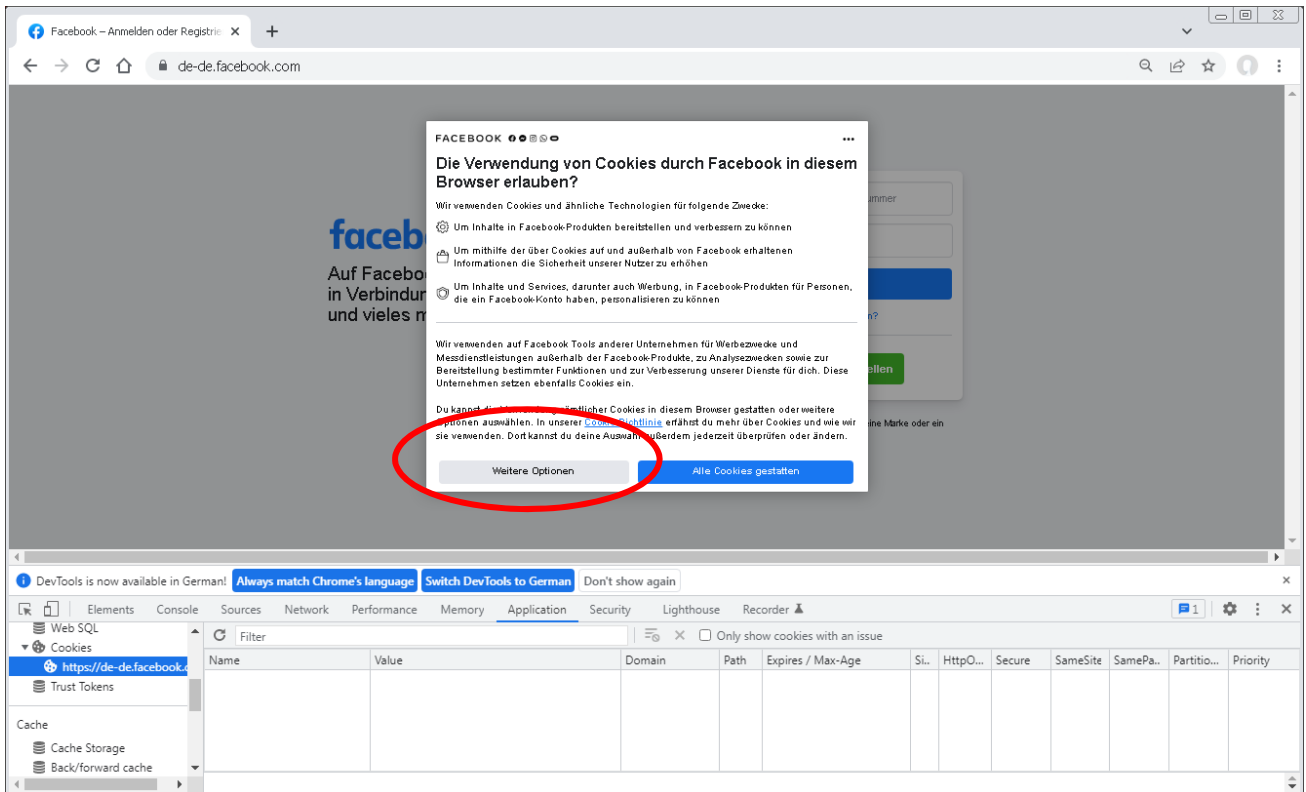 Facebook – Anmelden oder Regi
de-de.facebook.com
FACEBOOK
Die Verwendung von Cookies durch Facebook in diesem
Browser erlauben?
Wir verwenden Cookies und ähnliche Technologien für folgende Zwecke:
Um Inhalte in Facebook-Produkten bereitstellen und verbessern zu können
Um mithilfe der über Cookies auf und außerhalb von Facebook erhaltenen
Informationen die Sicherheit unserer Nutzer zu erhöhen
Um Inhalte und Services, darunter auch Werbung, in Facebook-Produkten für Personen,
die ein Facebook-Konto haben, personalisieren zu können
Wir verwenden auf Facebook Tools anderer Unternehmen für Werbezwecke und
Messdienstleistungen außerhalb der Facebook-Produkte, zu Analysezwecken sowie zur
Bereitstellung bestimmter Funktionen und zur Verbesserung unserer Dienste für dich. Diese
Unternehmen setzen ebenfalls Cookies ein.
Du kannst die Verwendung sämtlicher Cookies in diesem Browser gestatten oder weitere
Optionen auswählen. In unserer Cookie-Richtlinie erfährst du mehr über Cookies und wie wir
sie verwenden. Dort kannst du deine Auswahl außerdem jederzeit überprüfen oder ändern.
Weitere Optionen
Alle Cookies gestatten
faceb
Auf Facebo
in Verbindun
und vieles m
ummer
n?
ellen
eine Marke oder ein
DevTools is now available in German! Always match Chrome's language Switch DevTools to German Don't show again
Elements Console Sources Network Performance Memory Application Security Lighthouse Recorder 1
Web SQL
Cookies
https://de-de.facebook.c
Trust Tokens
Cache
Cache Storage
Back/forward cache
Filter Only show cookies with an issue
Name Value Domain Path Expires / Max-Age Si.. HttpO... Secure SameSite SamePa.. Partitio... Priority